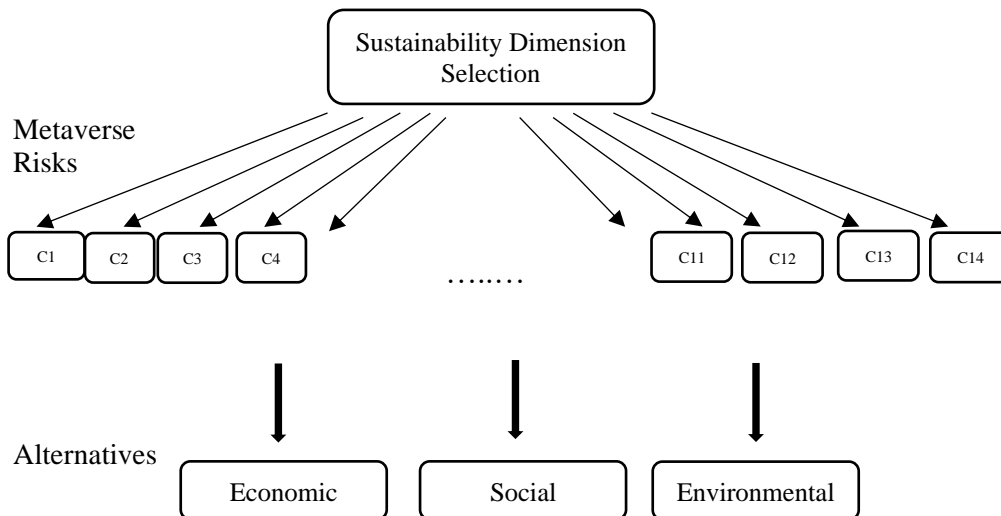 Sustainability Dimension
Selection
Metaverse
Risks
C1
C2
C3
C4
………
C11
C12
C13
C14
Alternatives
Economic
Social
Environmental